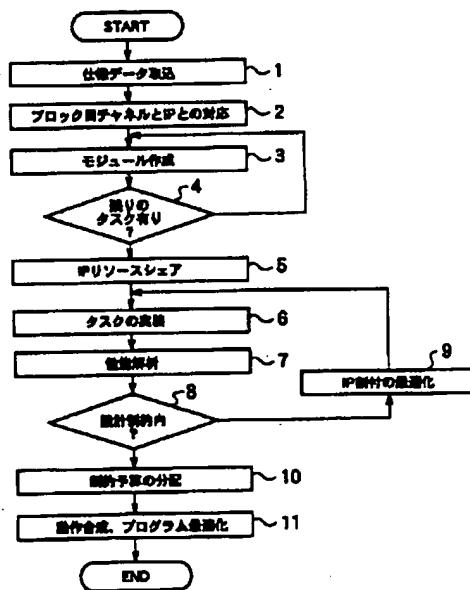 START
仕様データ取込
1
ブロック間チャネルとIPとの対応
2
モジュール作成
3
4
残りの
タスク有り
?
IPリソースシェア
5
タスクの実装
6
性能解析
7
8
設計制約内
?
9
IP割付の最適化
制約予算の分配
10
動作合成、プログラム最適化
11
END